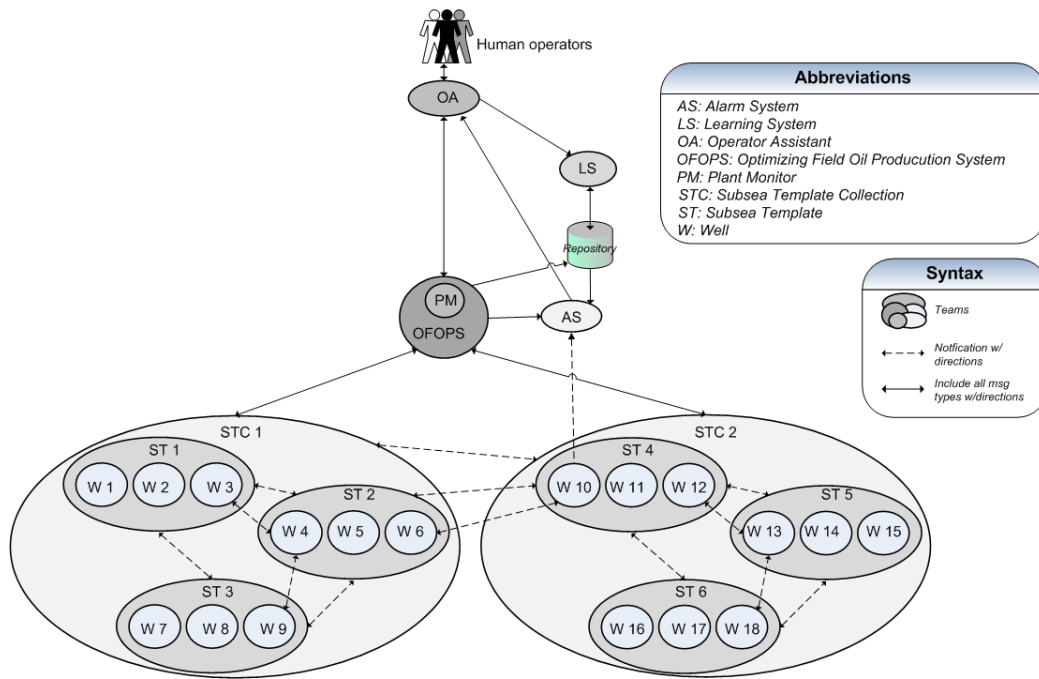 Human operators
OA
Abbreviations
AS: Alarm System
LS: Learning System
OA: Operator Assistant
OFOPS: Optimizing Field Oil Producution System
PM: Plant Monitor
STC: Subsea Template Collection
ST: Subsea Template
W: Well
LS
Repository
Syntax
Teams
Notfication w/
directions
Include all msg
types w/directions
PM
OFOPS
AS
STC 1
ST 1
W 1 W 2 W 3
ST 2
W 4 W 5 W 6
ST 3
W 7 W 8 W 9
STC 2
ST 4
W 10 W 11 W 12
ST 5
W 13 W 14 W 15
ST 6
W 16 W 17 W 18